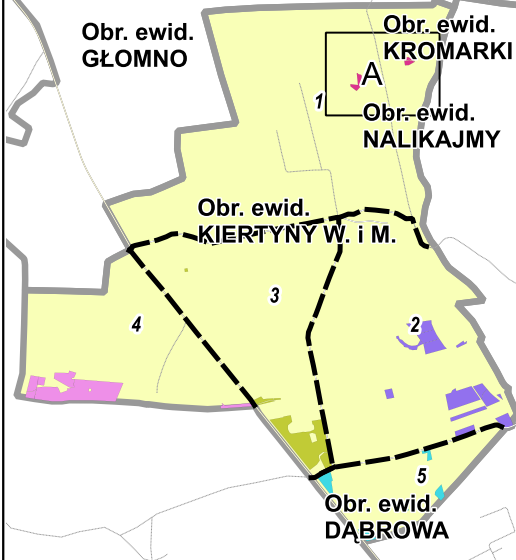 Obr. ewid.
GŁOMNO
Obr. ewid.
KROMARKI
A
1
Obr. ewid.
NALIKAJMY
Obr. ewid.
KIERTYNY W. i M.
3
4
2
5
Obr. ewid.
DĄBROWA